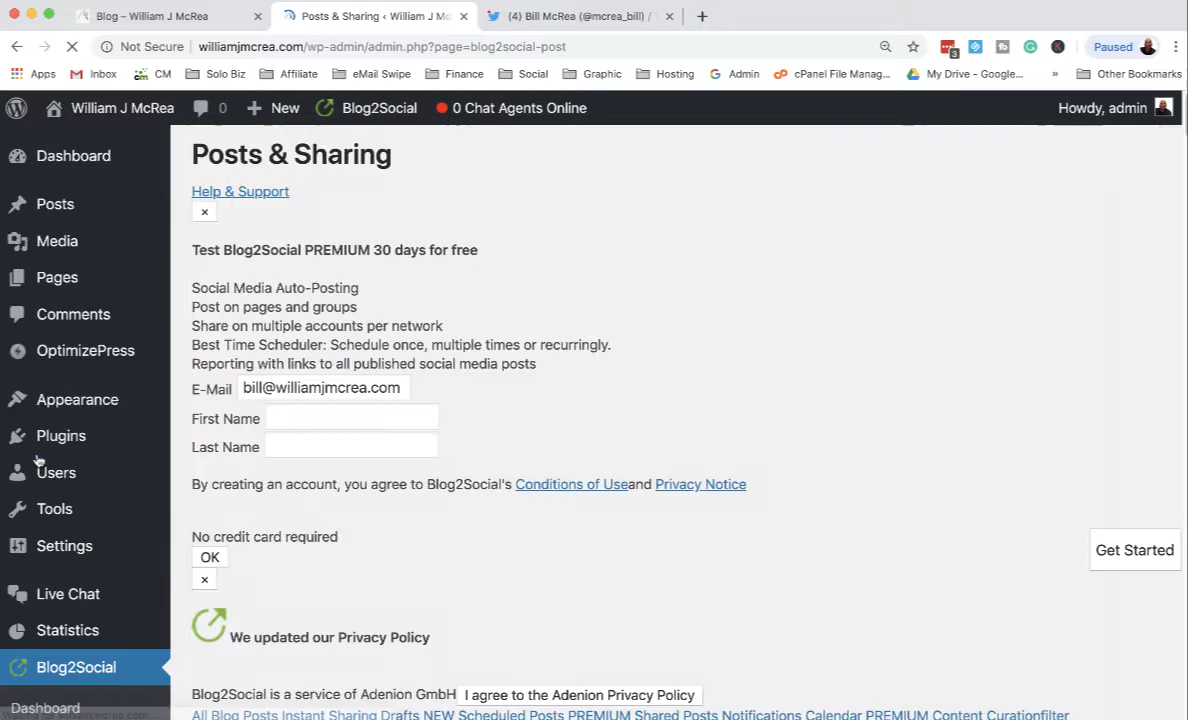 Blog – William J McRea
Posts & Sharing ‹ William J Mc
(4) Bill McRea (@mcrea_bill) /
Not Secure
williamjmcrea.com/wp-admin/admin.php?page=blog2social-post
3
K
Paused
Apps
Inbox
CM
Solo Biz
Affiliate
eMail Swipe
Finance
Social
Graphic
Hosting
Admin
cPanel File Manag...
My Drive - Google...
»
Other Bookmarks
William J McRea
0
New
Blog2Social
0 Chat Agents Online
Howdy, admin
Dashboard
Posts
Media
Pages
Comments
OptimizePress
Appearance
Plugins
Users
Tools
Settings
Live Chat
Statistics
Blog2Social
Dashboard
Posts & Sharing
Help & Support
×
Test Blog2Social PREMIUM 30 days for free
Social Media Auto-Posting
Post on pages and groups
Share on multiple accounts per network
Best Time Scheduler: Schedule once, multiple times or recurringly.
Reporting with links to all published social media posts
E-Mail bill@williamjmcrea.com
First Name
Last Name
By creating an account, you agree to Blog2Social's Conditions of Useand Privacy Notice
No credit card required
OK
Get Started
×
We updated our Privacy Policy
Blog2Social is a service of Adenion GmbH I agree to the Adenion Privacy Policy
All Blog Posts Instant Sharing Drafts NEW Scheduled Posts PREMIUM Shared Posts Notifications Calendar PREMIUM Content Curationfilter